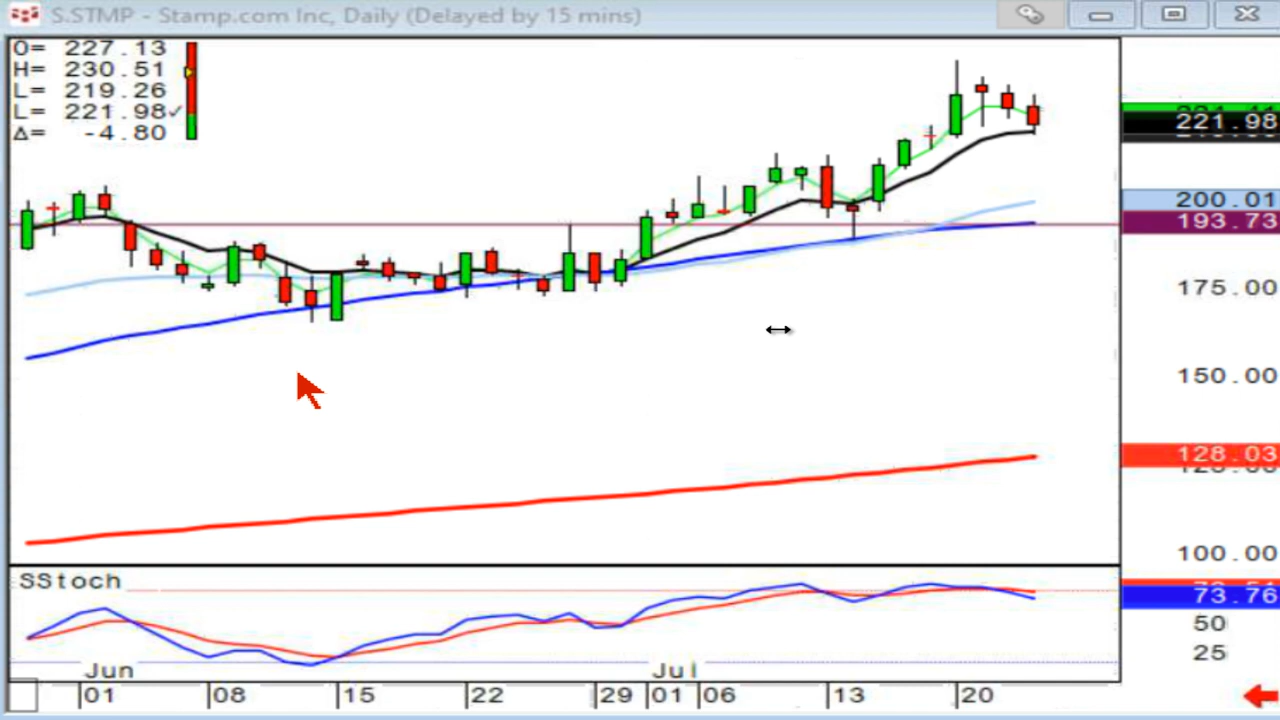 S.STMP - Stamp.com Inc, Daily (Delayed by 15 mins)
O= 227.13
H= 230.51
L= 219.26
L= 221.98✓
Δ= -4.80
221.98
200.01
193.73
175.00
150.00
128.03
100.00
SStoch
73.76
50
25
Jun Jul
01 08 15 22 29 01 06 13 20